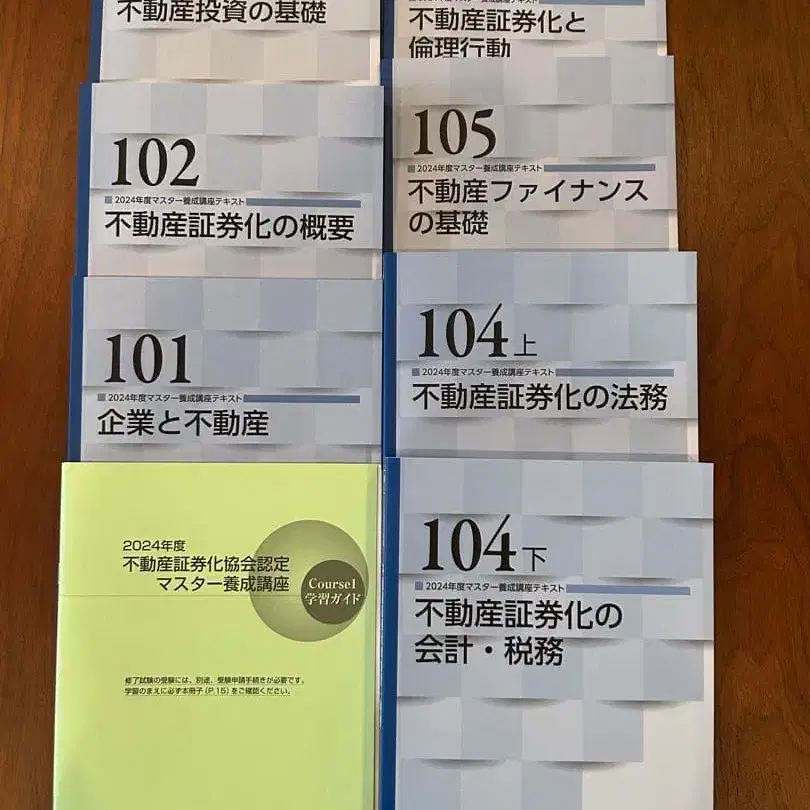 不動産投資の基礎
不動産証券化と
倫理行動
102
2024年度マスター養成講座テキスト
不動産証券化の概要
105
2024年度マスター養成講座テキスト
不動産ファイナンス
の基礎
101
2024年度マスター養成講座テキスト
企業と不動産
104上
2024年度マスター養成講座テキスト
不動産証券化の法務
2024年度
不動産証券化協会認定
マスター養成講座
Course1
学習ガイド
修了試験の受験には、別途、受験申請手続きが必要です。
学習のまえに必ず本冊子(P.15)をご確認ください。
104下
2024年度マスター養成講座テキスト
不動産証券化の
会計・税務